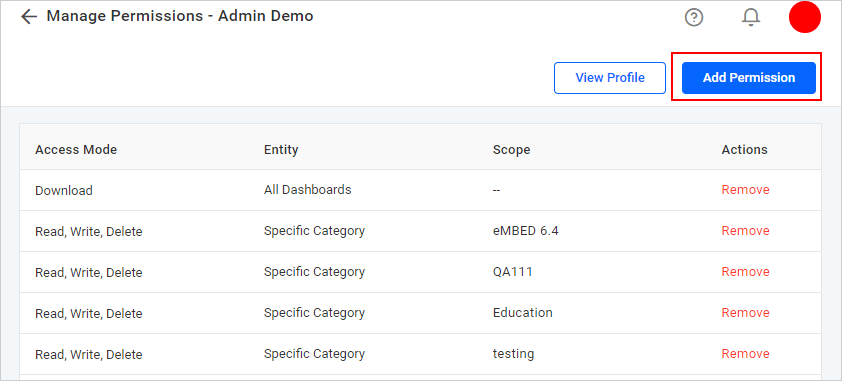 Manage Permissions - Admin Demo
View Profile Add Permission
Access Mode Entity Scope Actions
Download All Dashboards -- Remove
Read, Write, Delete Specific Category eMBED 6.4 Remove
Read, Write, Delete Specific Category QA111 Remove
Read, Write, Delete Specific Category Education Remove
Read, Write, Delete Specific Category testing Remove